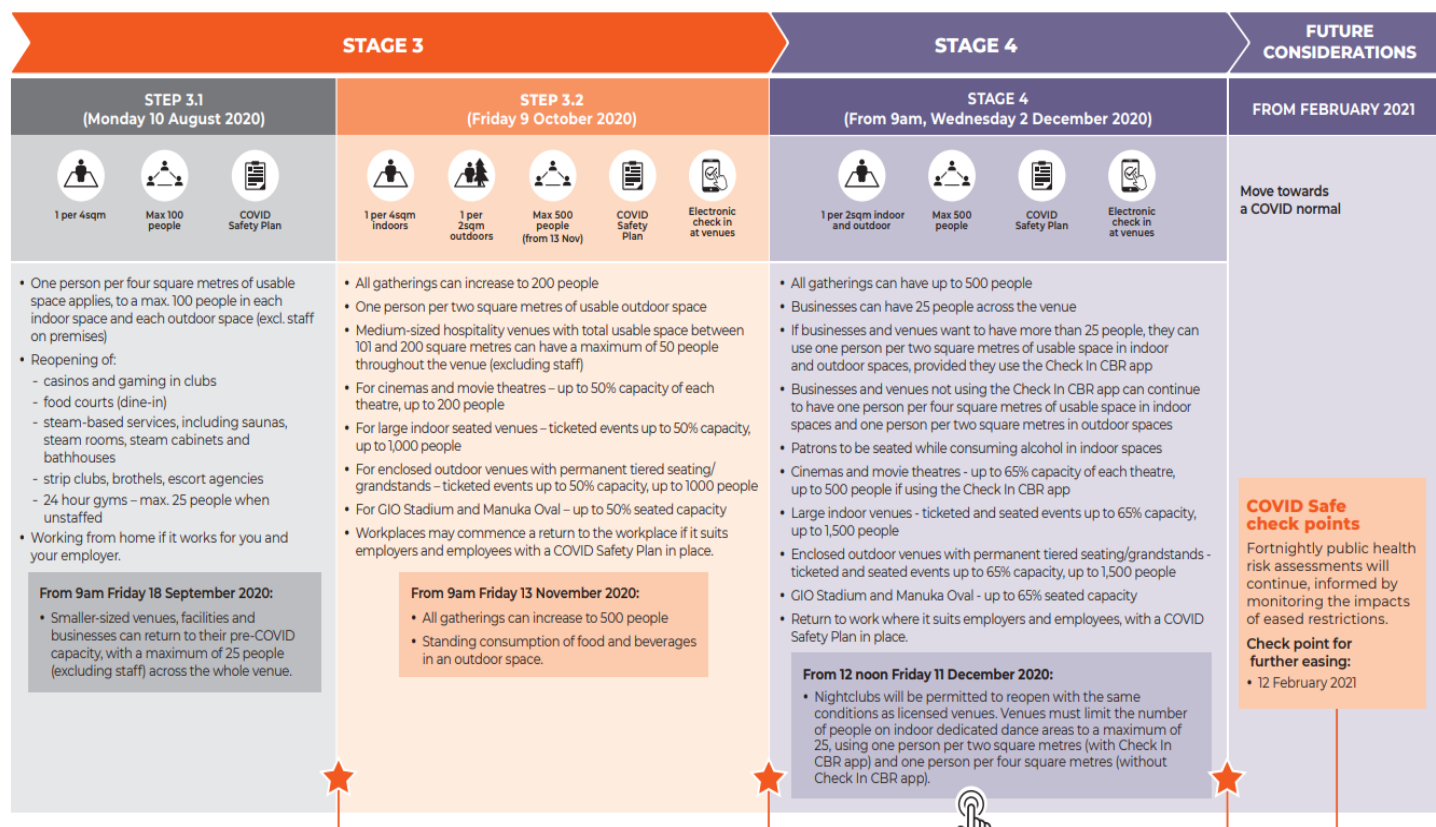 STAGE 3
STAGE 4
FUTURE
CONSIDERATIONS
STEP 3.1
(Monday 10 August 2020)
STEP 3.2
(Friday 9 October 2020)
STAGE 4
(From 9am, Wednesday 2 December 2020)
FROM FEBRUARY 2021
1 per 4sqm
Max 100
people
COVID
Safety Plan
1 per 4sqm
indoors
1 per
2sqm
outdoors
Max 500
people
(from 13 Nov)
COVID
Safety
Plan
Electronic
check in
at venues
1 per 2sqm indoor
and outdoor
Max 500
people
COVID
Safety Plan
Electronic
check in
at venues
Move towards
a COVID normal
• One person per four square metres of usable
space applies, to a max. 100 people in each
indoor space and each outdoor space (excl. staff
on premises)
• Reopening of:
- casinos and gaming in clubs
- food courts (dine-in)
- steam-based services, including saunas,
steam rooms, steam cabinets and
bathhouses
- strip clubs, brothels, escort agencies
- 24 hour gyms – max. 25 people when
unstaffed
• Working from home if it works for you and
your employer.
From 9am Friday 18 September 2020:
• Smaller-sized venues, facilities and
businesses can return to their pre-COVID
capacity, with a maximum of 25 people
(excluding staff) across the whole venue.
• All gatherings can increase to 200 people
• One person per two square metres of usable outdoor space
• Medium-sized hospitality venues with total usable space between
101 and 200 square metres can have a maximum of 50 people
throughout the venue (excluding staff)
• For cinemas and movie theatres – up to 50% capacity of each
theatre, up to 200 people
• For large indoor seated venues – ticketed events up to 50% capacity,
up to 1,000 people
• For enclosed outdoor venues with permanent tiered seating/
grandstands – ticketed events up to 50% capacity, up to 1000 people
• For GIO Stadium and Manuka Oval – up to 50% seated capacity
• Workplaces may commence a return to the workplace if it suits
employers and employees with a COVID Safety Plan in place.
From 9am Friday 13 November 2020:
• All gatherings can increase to 500 people
• Standing consumption of food and beverages
in an outdoor space.
• All gatherings can have up to 500 people
• Businesses can have 25 people across the venue
• If businesses and venues want to have more than 25 people, they can
use one person per two square metres of usable space in indoor
and outdoor spaces, provided they use the Check In CBR app
• Businesses and venues not using the Check In CBR app can continue
to have one person per four square metres of usable space in indoor
spaces and one person per two square metres in outdoor spaces
• Patrons to be seated while consuming alcohol in indoor spaces
• Cinemas and movie theatres - up to 65% capacity of each theatre,
up to 500 people if using the Check In CBR app
• Large indoor venues - ticketed and seated events up to 65% capacity,
up to 1,500 people
• Enclosed outdoor venues with permanent tiered seating/grandstands -
ticketed and seated events up to 65% capacity, up to 1,500 people
• GIO Stadium and Manuka Oval - up to 65% seated capacity
• Return to work where it suits employers and employees, with a COVID
Safety Plan in place.
From 12 noon Friday 11 December 2020:
• Nightclubs will be permitted to reopen with the same
conditions as licensed venues. Venues must limit the number
of people on indoor dedicated dance areas to a maximum of
25, using one person per two square metres (with Check In
CBR app) and one person per four square metres (without
Check In CBR app).
COVID Safe
check points
Fortnightly public health
risk assessments will
continue, informed by
monitoring the impacts
of eased restrictions.
Check point for
further easing:
• 12 February 2021